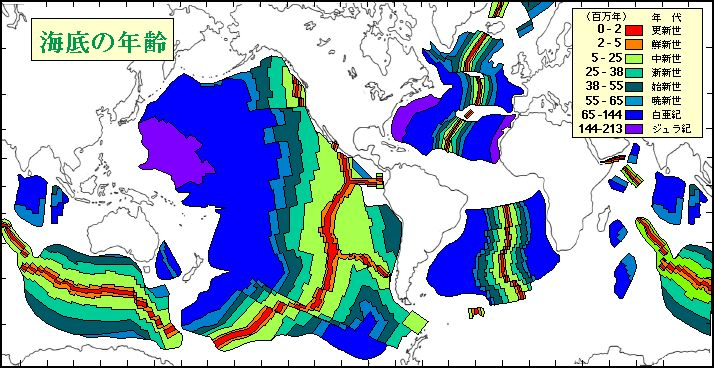 海底の年齢
(百万年) 年 代
0-2 更新世
2-5 鮮新世
5-25 中新世
25-38 漸新世
38-55 始新世
55-65 暁新世
65-144 白亜紀
144-213 ジュラ紀